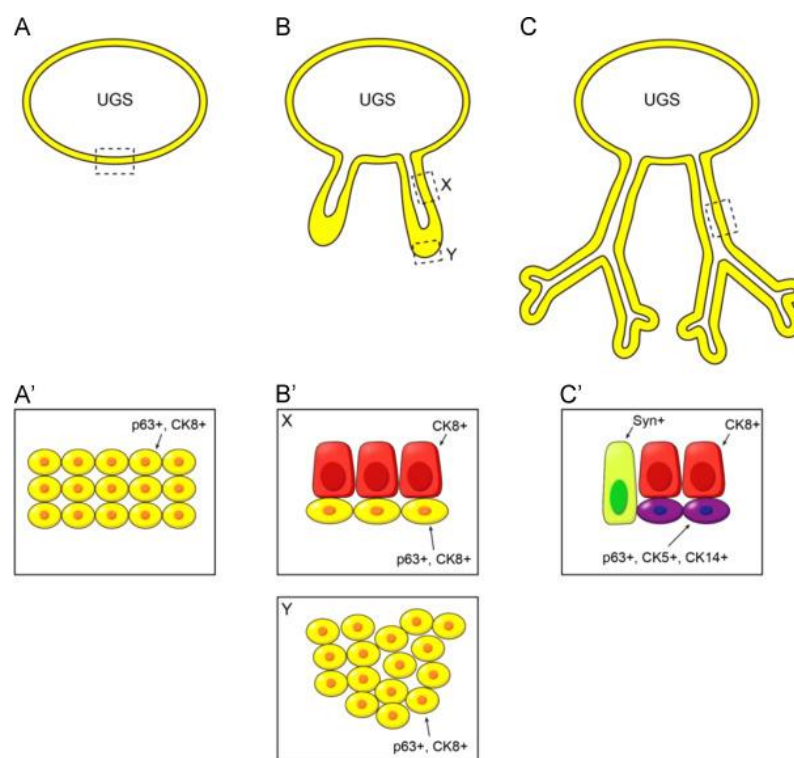 A
B
C
UGS
UGS
UGS
X
Y
A'
B'
C'
p63+, CK8+
X
CK8+
p63+, CK8+
Syn+
CK8+
p63+, CK5+, CK14+
Y
p63+, CK8+